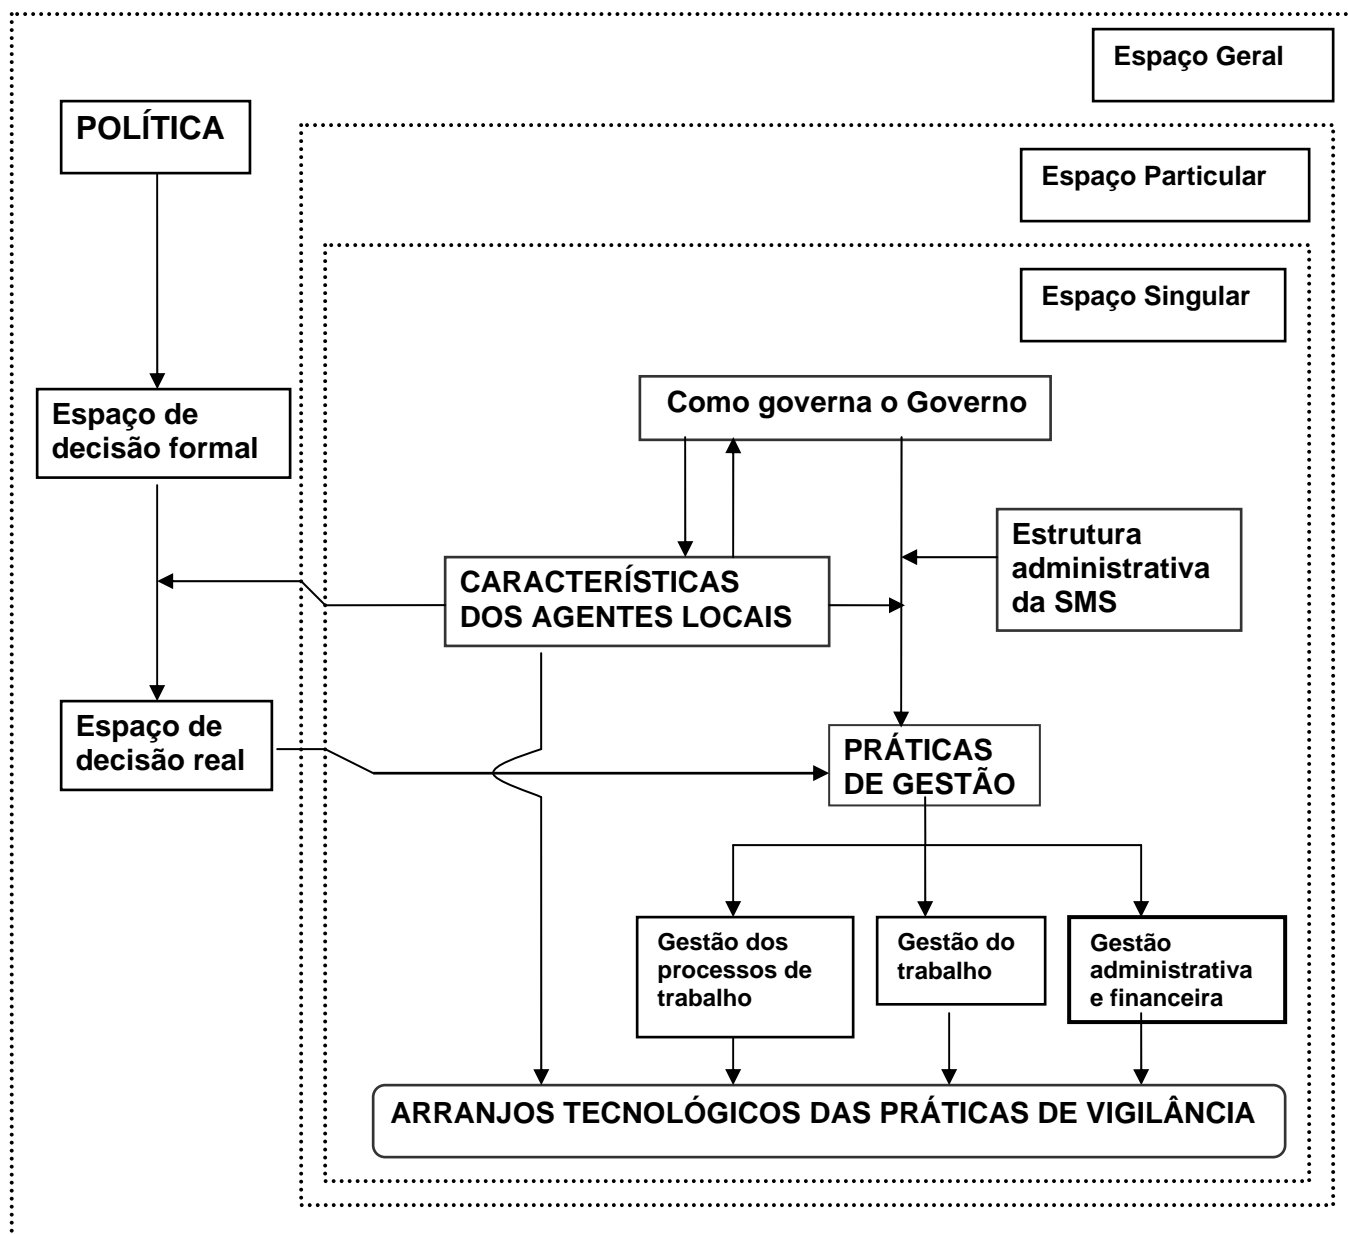 Espaço Geral
POLÍTICA
Espaço Particular
Espaço Singular
Como governa o Governo
Espaço de
decisão formal
Estrutura
administrativa
da SMS
CARACTERÍSTICAS
DOS AGENTES LOCAIS
Espaço de
decisão real
PRÁTICAS
DE GESTÃO
Gestão dos
processos de
trabalho
Gestão do
trabalho
Gestão
administrativa
e financeira
ARRANJOS TECNOLÓGICOS DAS PRÁTICAS DE VIGILÂNCIA